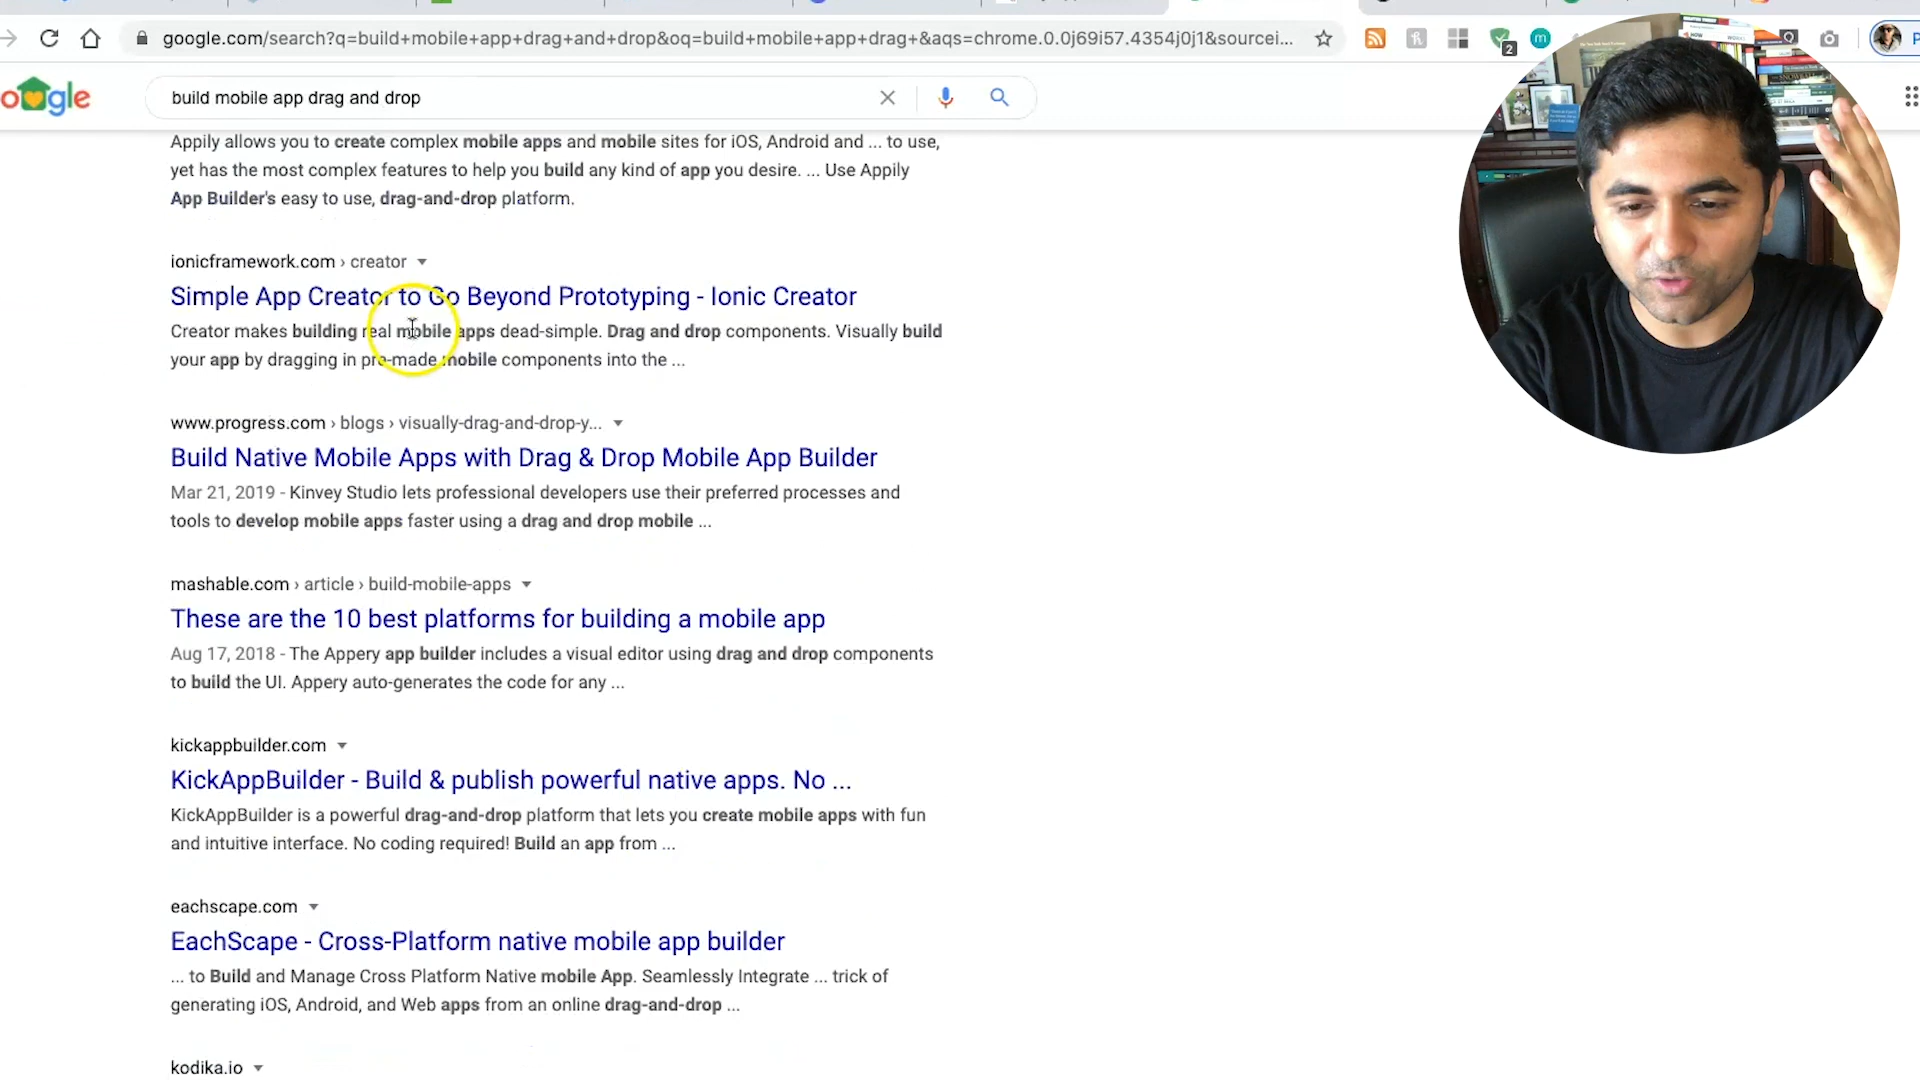 google.com/search?q=build+mobile+app+drag+and+drop&oq=build+mobile+app+drag+&aqs=chrome.0.0j69i57.4354j0j1&sourcei...
2
m
oogle
build mobile app drag and drop
Appily allows you to create complex mobile apps and mobile sites for iOS, Android and ... to use,
yet has the most complex features to help you build any kind of app you desire. ... Use Appily
App Builder's easy to use, drag-and-drop platform.
ionicframework.com › creator
Simple App Creator to Go Beyond Prototyping - Ionic Creator
Creator makes building real mobile apps dead-simple. Drag and drop components. Visually build
your app by dragging in pre-made mobile components into the ...
www.progress.com › blogs › visually-drag-and-drop-y...
Build Native Mobile Apps with Drag & Drop Mobile App Builder
Mar 21, 2019 - Kinvey Studio lets professional developers use their preferred processes and
tools to develop mobile apps faster using a drag and drop mobile ...
mashable.com › article › build-mobile-apps
These are the 10 best platforms for building a mobile app
Aug 17, 2018 - The Appery app builder includes a visual editor using drag and drop components
to build the UI. Appery auto-generates the code for any ...
kickappbuilder.com
KickAppBuilder - Build & publish powerful native apps. No ...
KickAppBuilder is a powerful drag-and-drop platform that lets you create mobile apps with fun
and intuitive interface. No coding required! Build an app from ...
eachscape.com
EachScape - Cross-Platform native mobile app builder
... to Build and Manage Cross Platform Native mobile App. Seamlessly Integrate ... trick of
generating iOS, Android, and Web apps from an online drag-and-drop ...
kodika.io